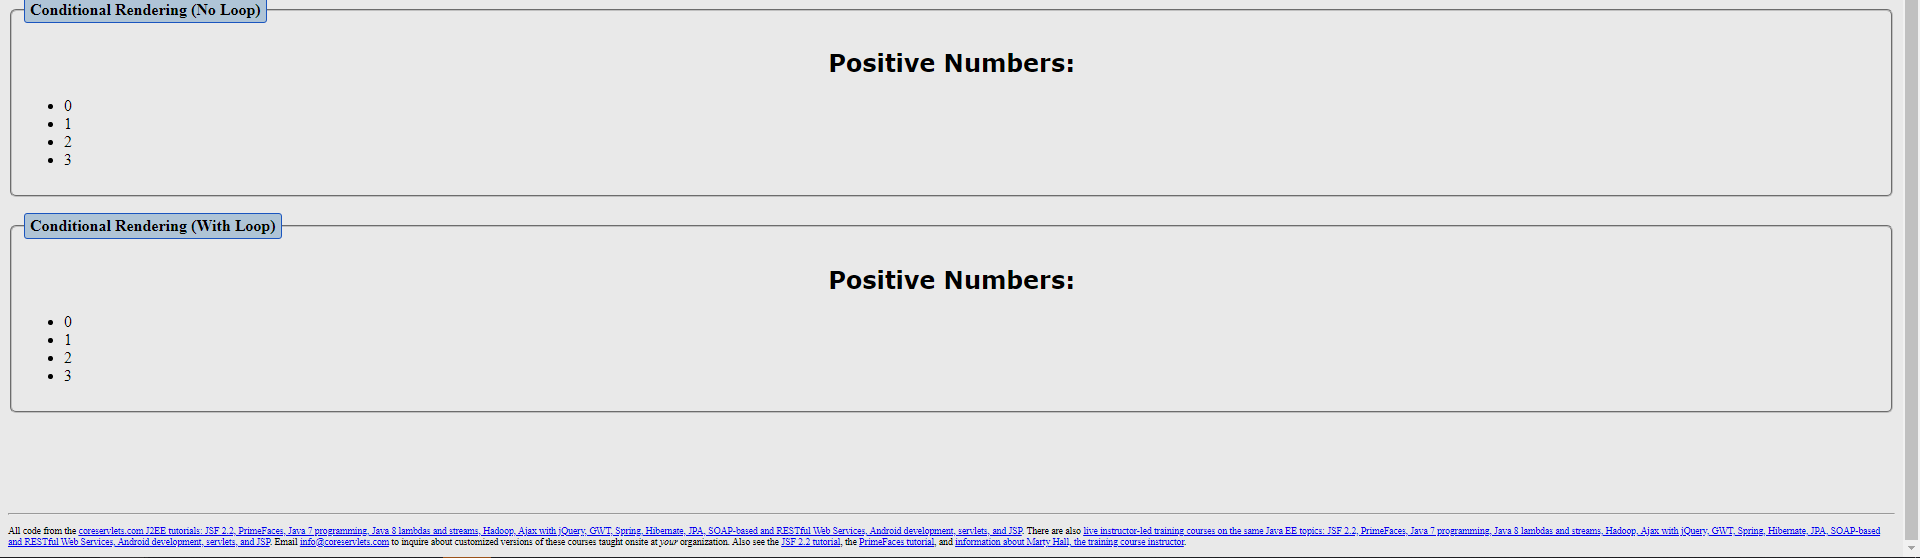 Conditional Rendering (No Loop)
Positive Numbers:
0
1
2
3
Conditional Rendering (With Loop)
Positive Numbers:
0
1
2
3
All code from the coreservlets.com J2EE tutorials: JSF 2.2, PrimeFaces, Java 7 programming, Java 8 lambdas and streams, Hadoop, Ajax with jQuery, GWT, Spring, Hibernate, JPA, SOAP-based and RESTful Web Services, Android development, servlets, and JSP. There are also live instructor-led training courses on the same Java EE topics: JSF 2.2, PrimeFaces, Java 7 programming, Java 8 lambdas and streams, Hadoop, Ajax with jQuery, GWT, Spring, Hibernate, JPA, SOAP-based
and RESTful Web Services, Android development, servlets, and JSP. Email info@coreservlets.com to inquire about customized versions of these courses taught onsite at your organization. Also see the JSF 2.2 tutorial, the PrimeFaces tutorial, and information about Marty Hall, the training course instructor.